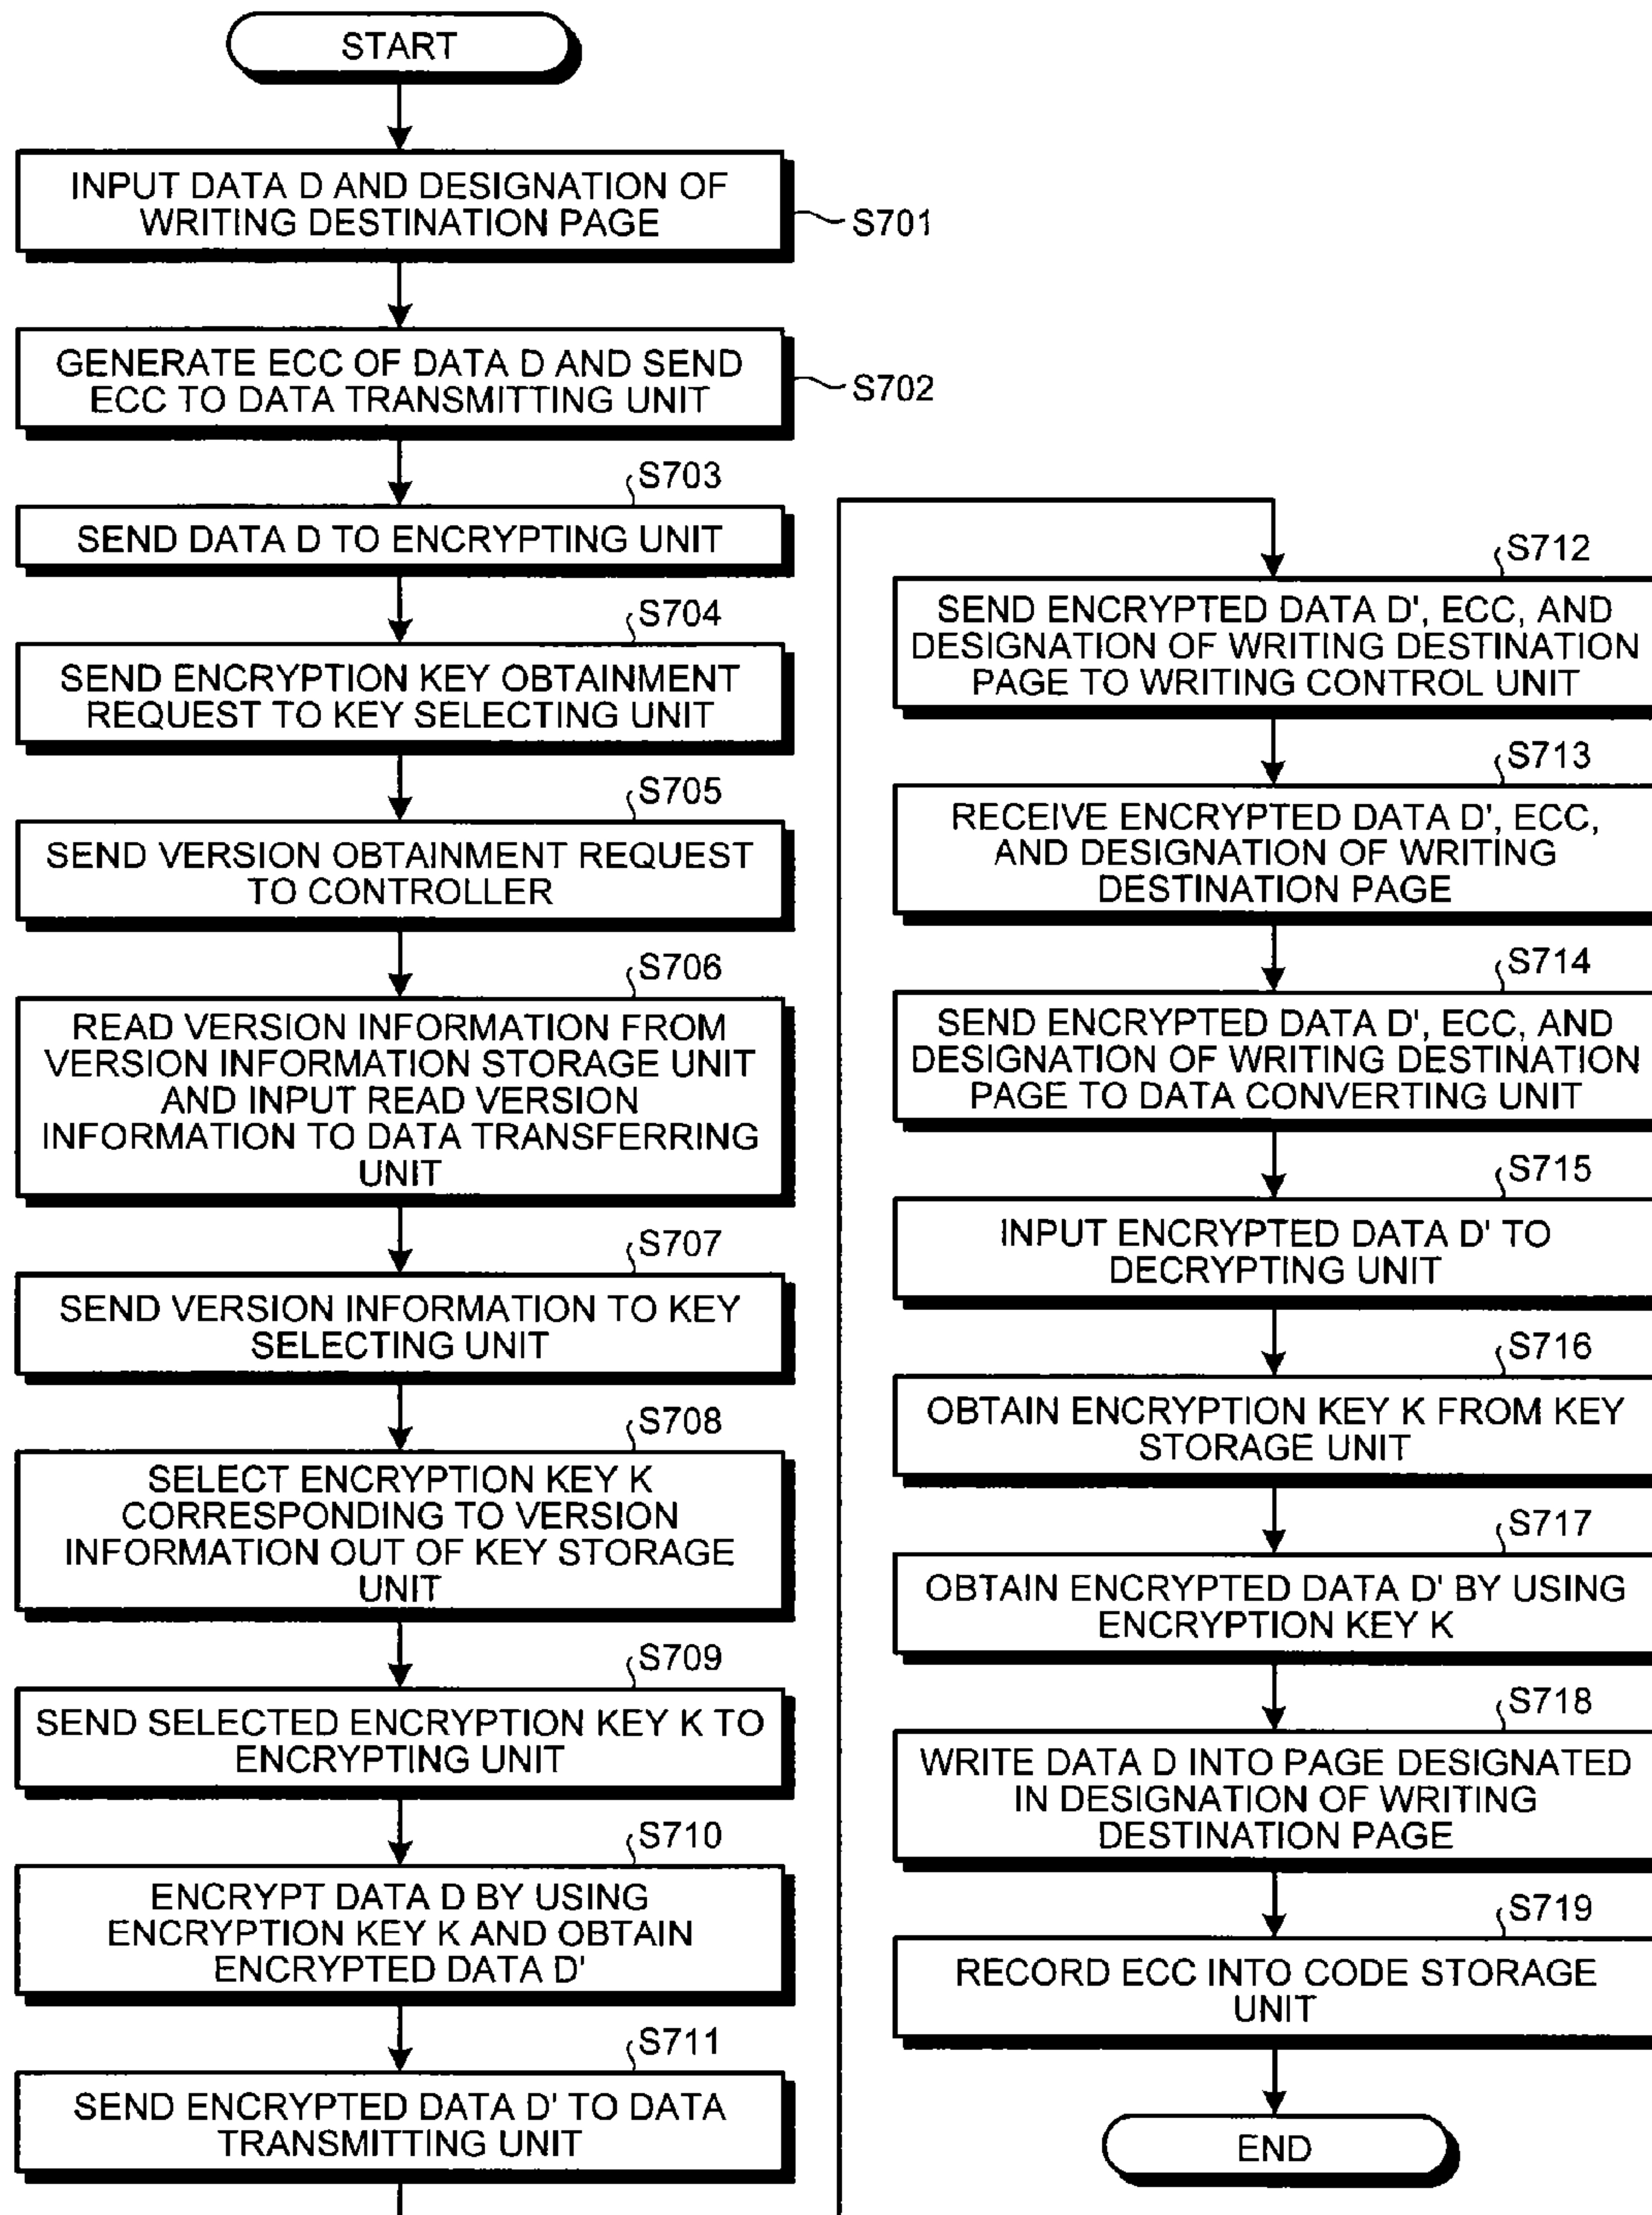 START
INPUT DATA D AND DESIGNATION OF
WRITING DESTINATION PAGE
S701
GENERATE ECC OF DATA D AND SEND
ECC TO DATA TRANSMITTING UNIT
S702
S703
SEND DATA D TO ENCRYPTING UNIT
S704
SEND ENCRYPTION KEY OBTAINMENT
REQUEST TO KEY SELECTING UNIT
S705
SEND VERSION OBTAINMENT REQUEST
TO CONTROLLER
S706
READ VERSION INFORMATION FROM
VERSION INFORMATION STORAGE UNIT
AND INPUT READ VERSION
INFORMATION TO DATA TRANSFERRING
UNIT
S707
SEND VERSION INFORMATION TO KEY
SELECTING UNIT
S708
SELECT ENCRYPTION KEY K
CORRESPONDING TO VERSION
INFORMATION OUT OF KEY STORAGE
UNIT
S709
SEND SELECTED ENCRYPTION KEY K TO
ENCRYPTING UNIT
S710
ENCRYPT DATA D BY USING
ENCRYPTION KEY K AND OBTAIN
ENCRYPTED DATA D'
S711
SEND ENCRYPTED DATA D' TO DATA
TRANSMITTING UNIT
S712
SEND ENCRYPTED DATA D', ECC, AND
DESIGNATION OF WRITING DESTINATION
PAGE TO WRITING CONTROL UNIT
S713
RECEIVE ENCRYPTED DATA D', ECC,
AND DESIGNATION OF WRITING
DESTINATION PAGE
S714
SEND ENCRYPTED DATA D', ECC, AND
DESIGNATION OF WRITING DESTINATION
PAGE TO DATA CONVERTING UNIT
S715
INPUT ENCRYPTED DATA D' TO
DECRYPTING UNIT
S716
OBTAIN ENCRYPTION KEY K FROM KEY
STORAGE UNIT
S717
OBTAIN ENCRYPTED DATA D' BY USING
ENCRYPTION KEY K
S718
WRITE DATA D INTO PAGE DESIGNATED
IN DESIGNATION OF WRITING
DESTINATION PAGE
S719
RECORD ECC INTO CODE STORAGE
UNIT
END